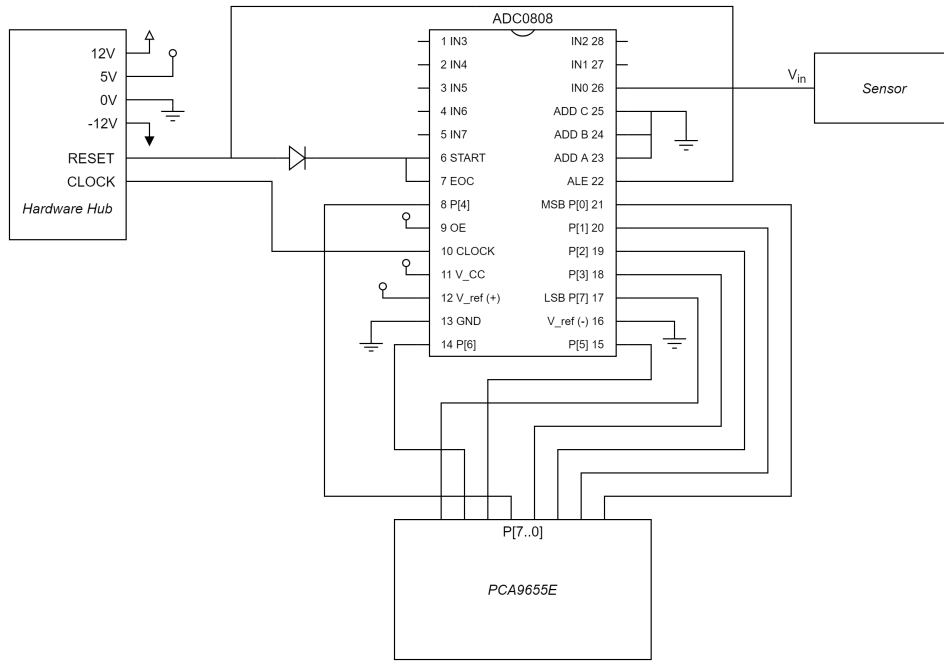 ADC0808
12V
5V
0V
-12V
RESET
CLOCK
Hardware Hub
1 IN3
2 IN4
3 IN5
4 IN6
5 IN7
6 START
7 EOC
8 P[4]
9 OE
10 CLOCK
11 V_CC
12 V_ref (+)
13 GND
14 P[6]
IN2 28
IN1 27
IN0 26
ADD C 25
ADD B 24
ADD A 23
ALE 22
MSB P[0] 21
P[1] 20
P[2] 19
P[3] 18
LSB P[7] 17
V_ref (-) 16
P[5] 15
Vin
Sensor
P[7..0]
PCA9655E